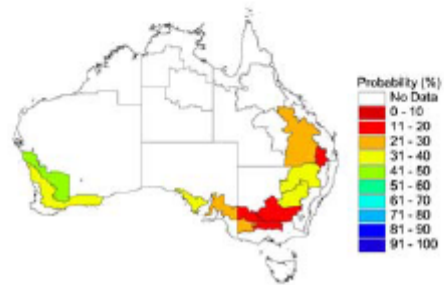 Probability (%)
No Data
0 - 10
11 - 20
21 - 30
31 - 40
41 - 50
51 - 60
61 - 70
71 - 80
81 - 90
91 - 100